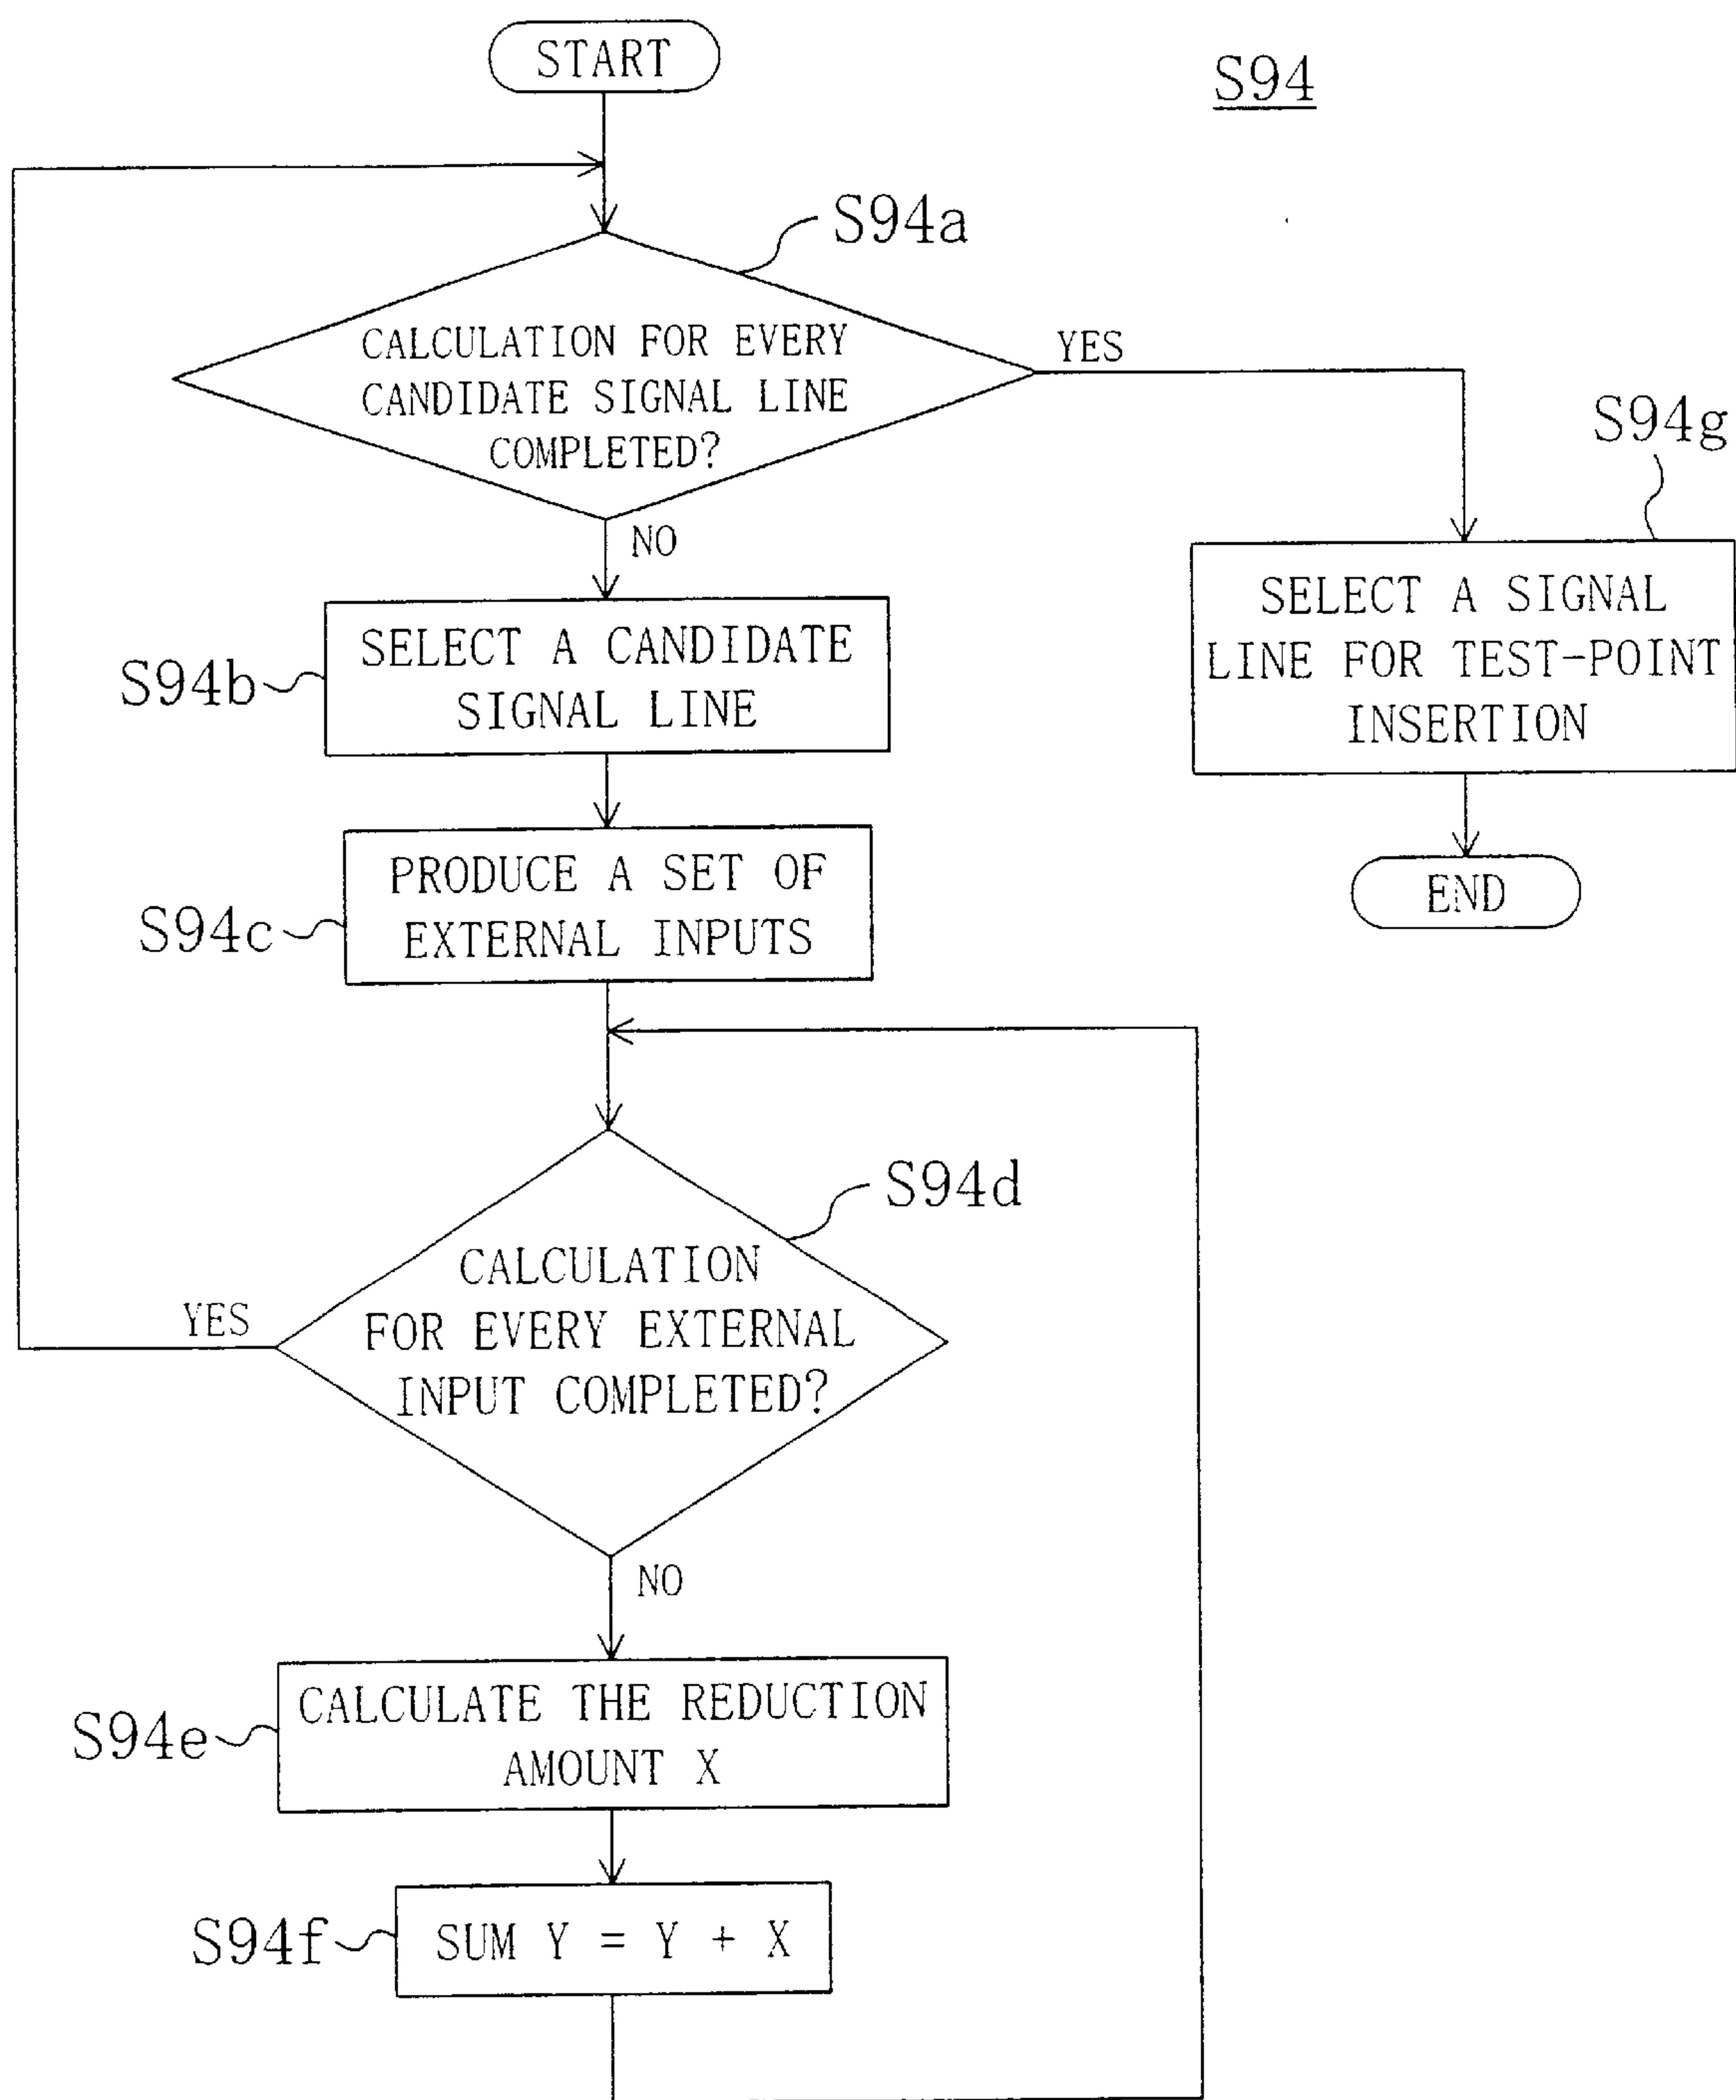 START
S94
S94a
CALCULATION FOR EVERY
CANDIDATE SIGNAL LINE
COMPLETED?
YES
NO
S94g
SELECT A SIGNAL
LINE FOR TEST-POINT
INSERTION
END
S94b
SELECT A CANDIDATE
SIGNAL LINE
S94c
PRODUCE A SET OF
EXTERNAL INPUTS
S94d
CALCULATION
FOR EVERY EXTERNAL
INPUT COMPLETED?
YES
NO
S94e
CALCULATE THE REDUCTION
AMOUNT X
S94f
SUM Y = Y + X